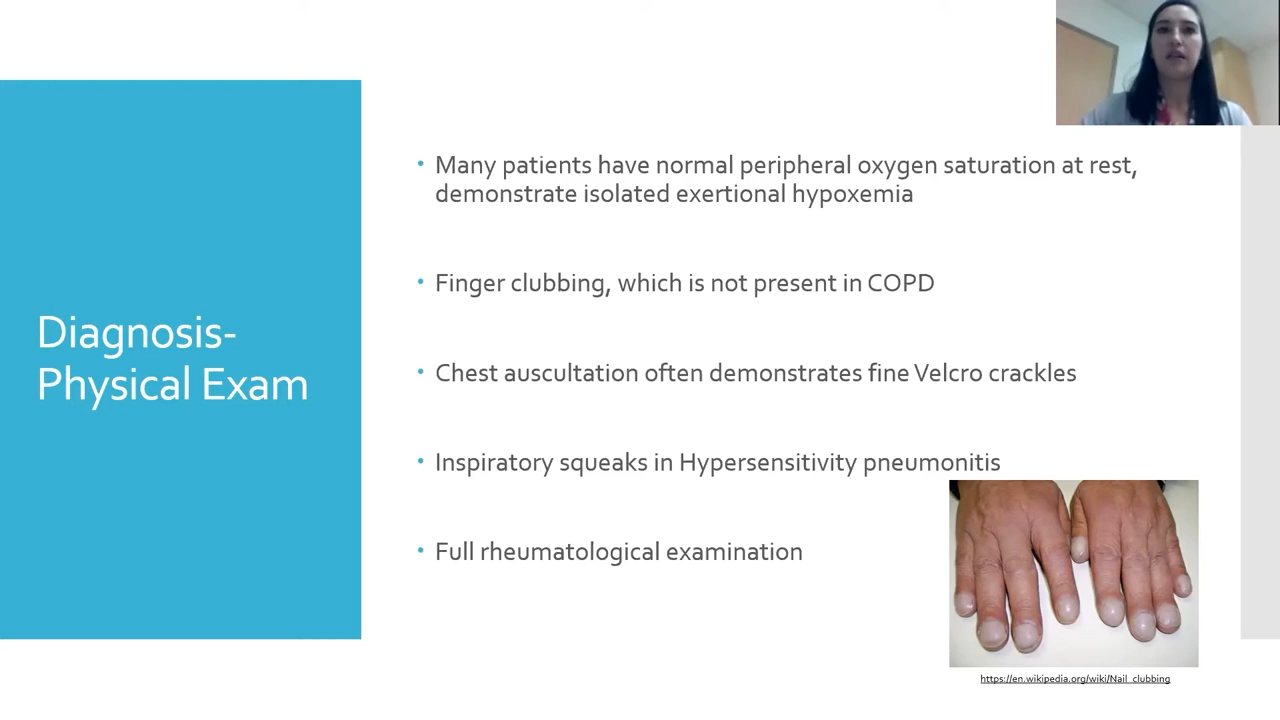 Diagnosis-
Physical Exam
• Many patients have normal peripheral oxygen saturation at rest,
demonstrate isolated exertional hypoxemia
• Finger clubbing, which is not present in COPD
• Chest auscultation often demonstrates fine Velcro crackles
• Inspiratory squeaks in Hypersensitivity pneumonitis
• Full rheumatological examination
https://en.wikipedia.org/wiki/Nail_clubbing